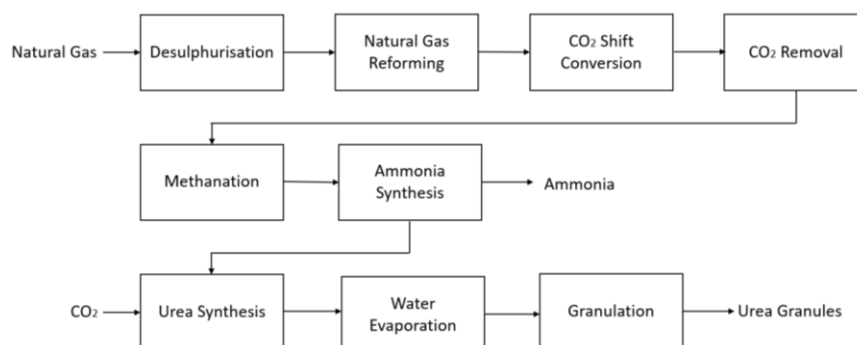 Natural Gas
Desulphurisation
Natural Gas
Reforming
CO₂ Shift
Conversion
CO₂ Removal
Methanation
Ammonia
Synthesis
Ammonia
CO₂
Urea Synthesis
Water
Evaporation
Granulation
Urea Granules